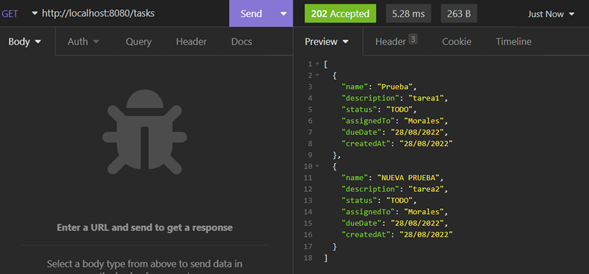 GET http://localhost:8080/tasks Send 202 Accepted 5.28 ms 263 B Just Now
Body Auth Query Header Docs Preview Header 3 Cookie Timeline
1 [
2 {
3 "name": "Prueba",
4 "description": "tarea1",
5 "status": "TODO",
6 "assignedTo": "Morales",
7 "dueDate": "28/08/2022",
8 "createdAt": "28/08/2022"
9 },
10 {
11 "name": "NUEVA PRUEBA",
12 "description": "tarea2",
13 "status": "TODO",
14 "assignedTo": "Morales",
15 "dueDate": "28/08/2022",
16 "createdAt": "28/08/2022"
17 }
18 ]
Enter a URL and send to get a response
Select a body type from above to send data in